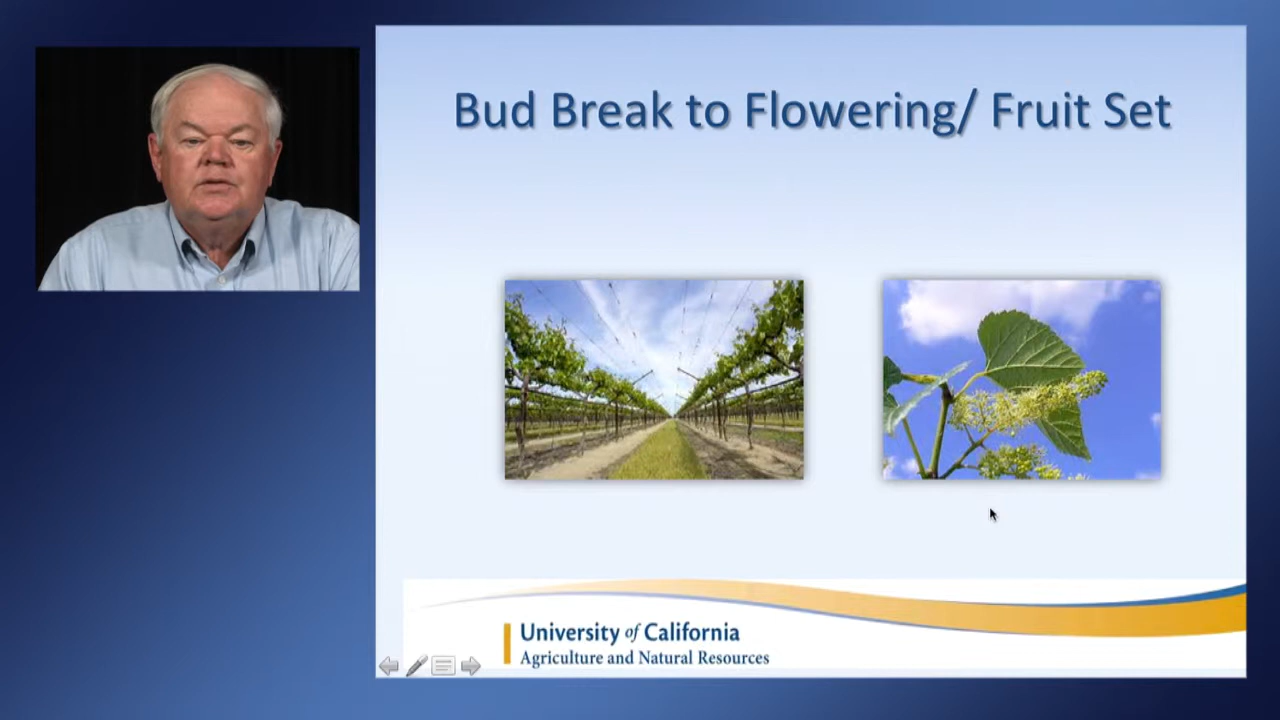 Bud Break to Flowering/ Fruit Set
University of California
Agriculture and Natural Resources